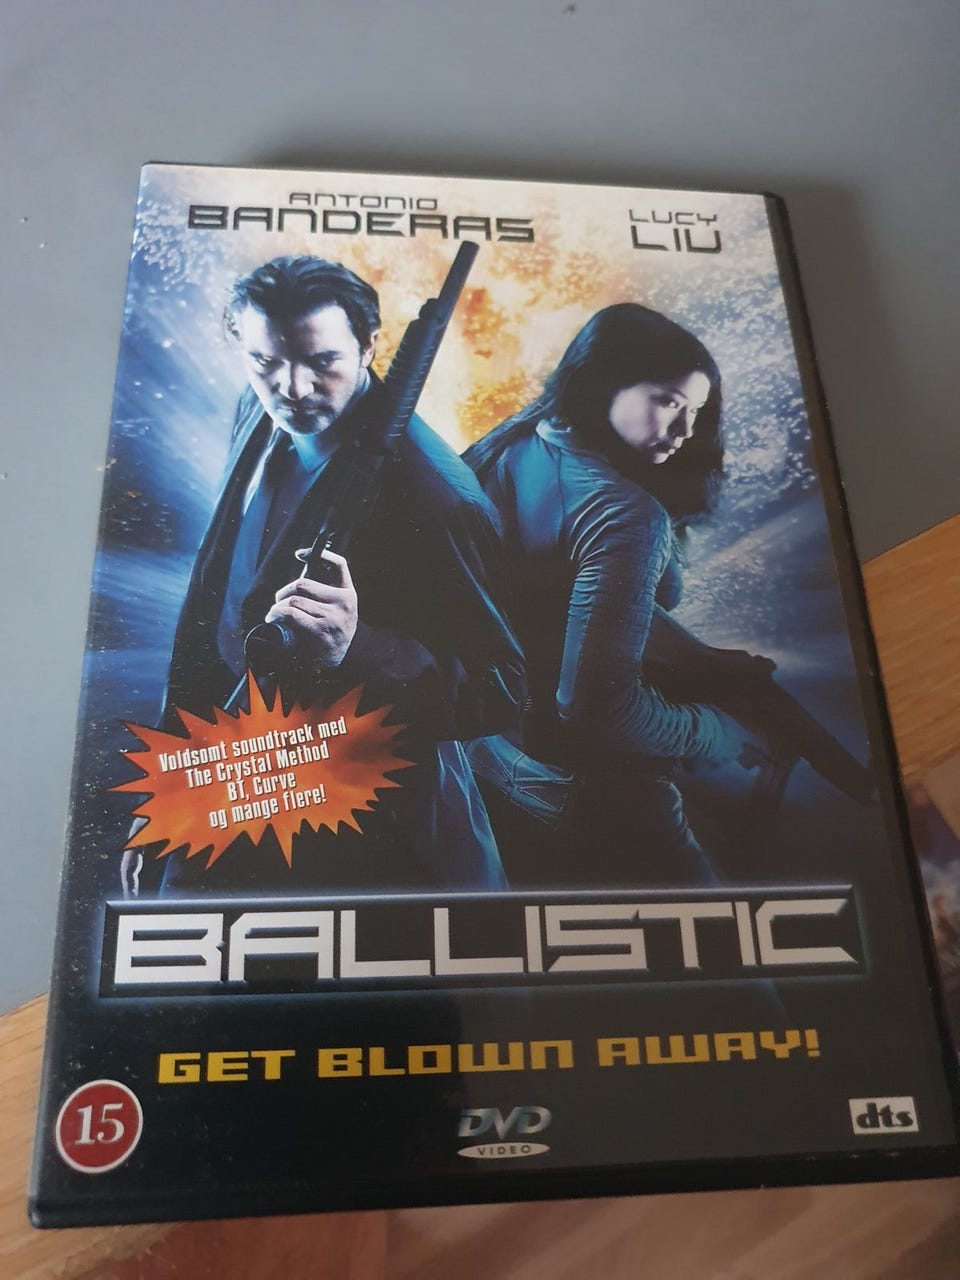 ANTONIO
BANDERAS
LUCY
LIU
Voldsomt soundtrack med
The Crystal Method
BT, Curve
og mange flere!
BALLISTIC
GET BLOWN AWAY!
15
DVD
VIDEO
dts